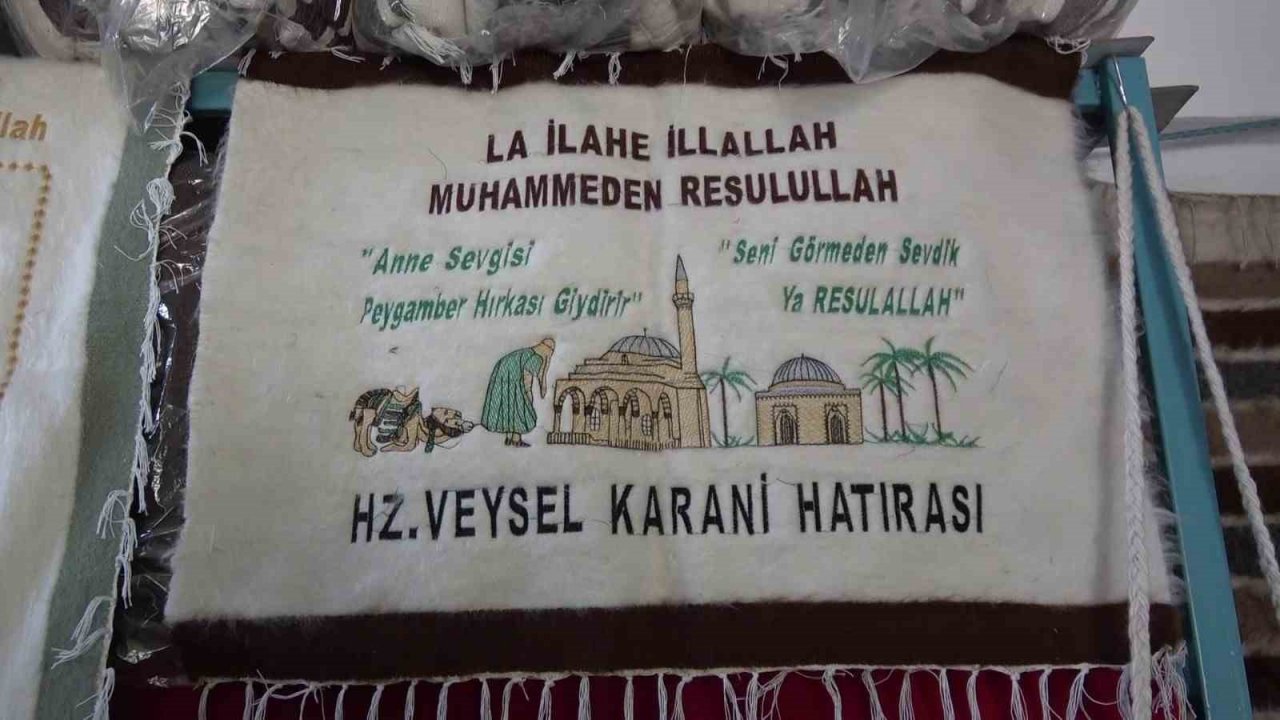 llah
LA İLAHE İLLALLAH
MUHAMMEDEN RESULULLAH
"Anne Sevgisi
Peygamber Hırkası Giydirir"
"Seni Görmeden Sevdik
Ya RESULALLAH"
HZ.VEYSEL KARANİ HATIRASI